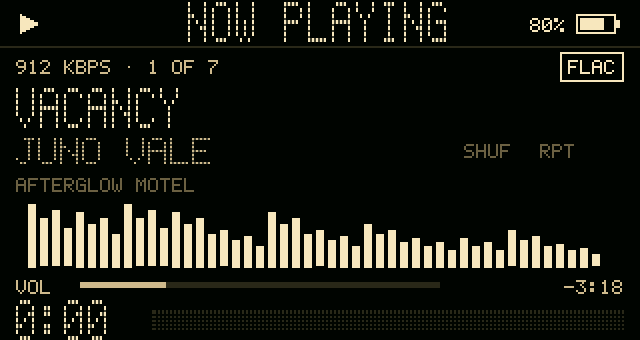 NOW PLAYING
80%
912 KBPS · 1 OF 7
FLAC
VACANCY
JUNO VALE
SHUF RPT
AFTERGLOW MOTEL
VOL
-3:18
0:00